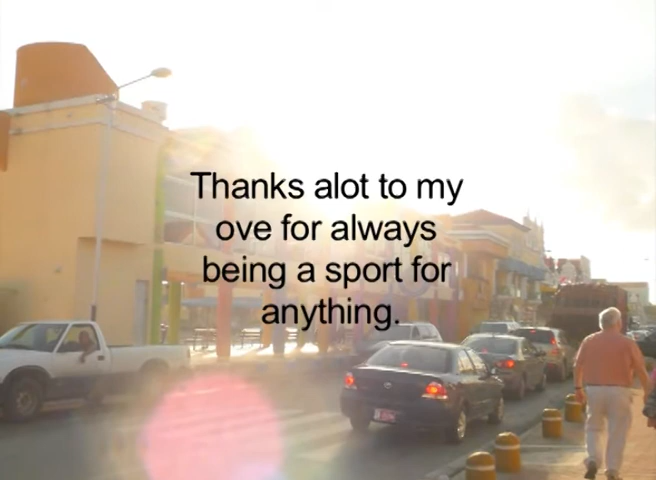 Thanks alot to my
ove for always
being a sport for
anything.